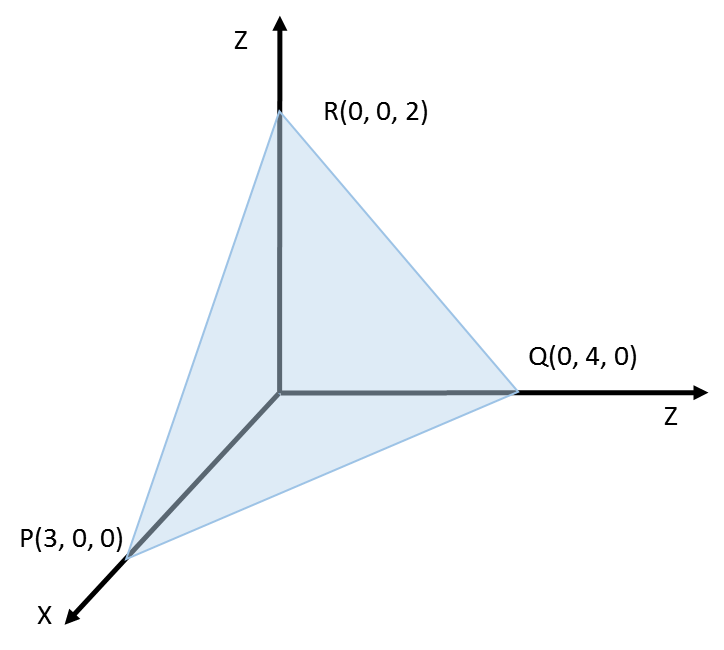 Z
R(0, 0, 2)
Q(0, 4, 0)
Z
P(3, 0, 0)
X